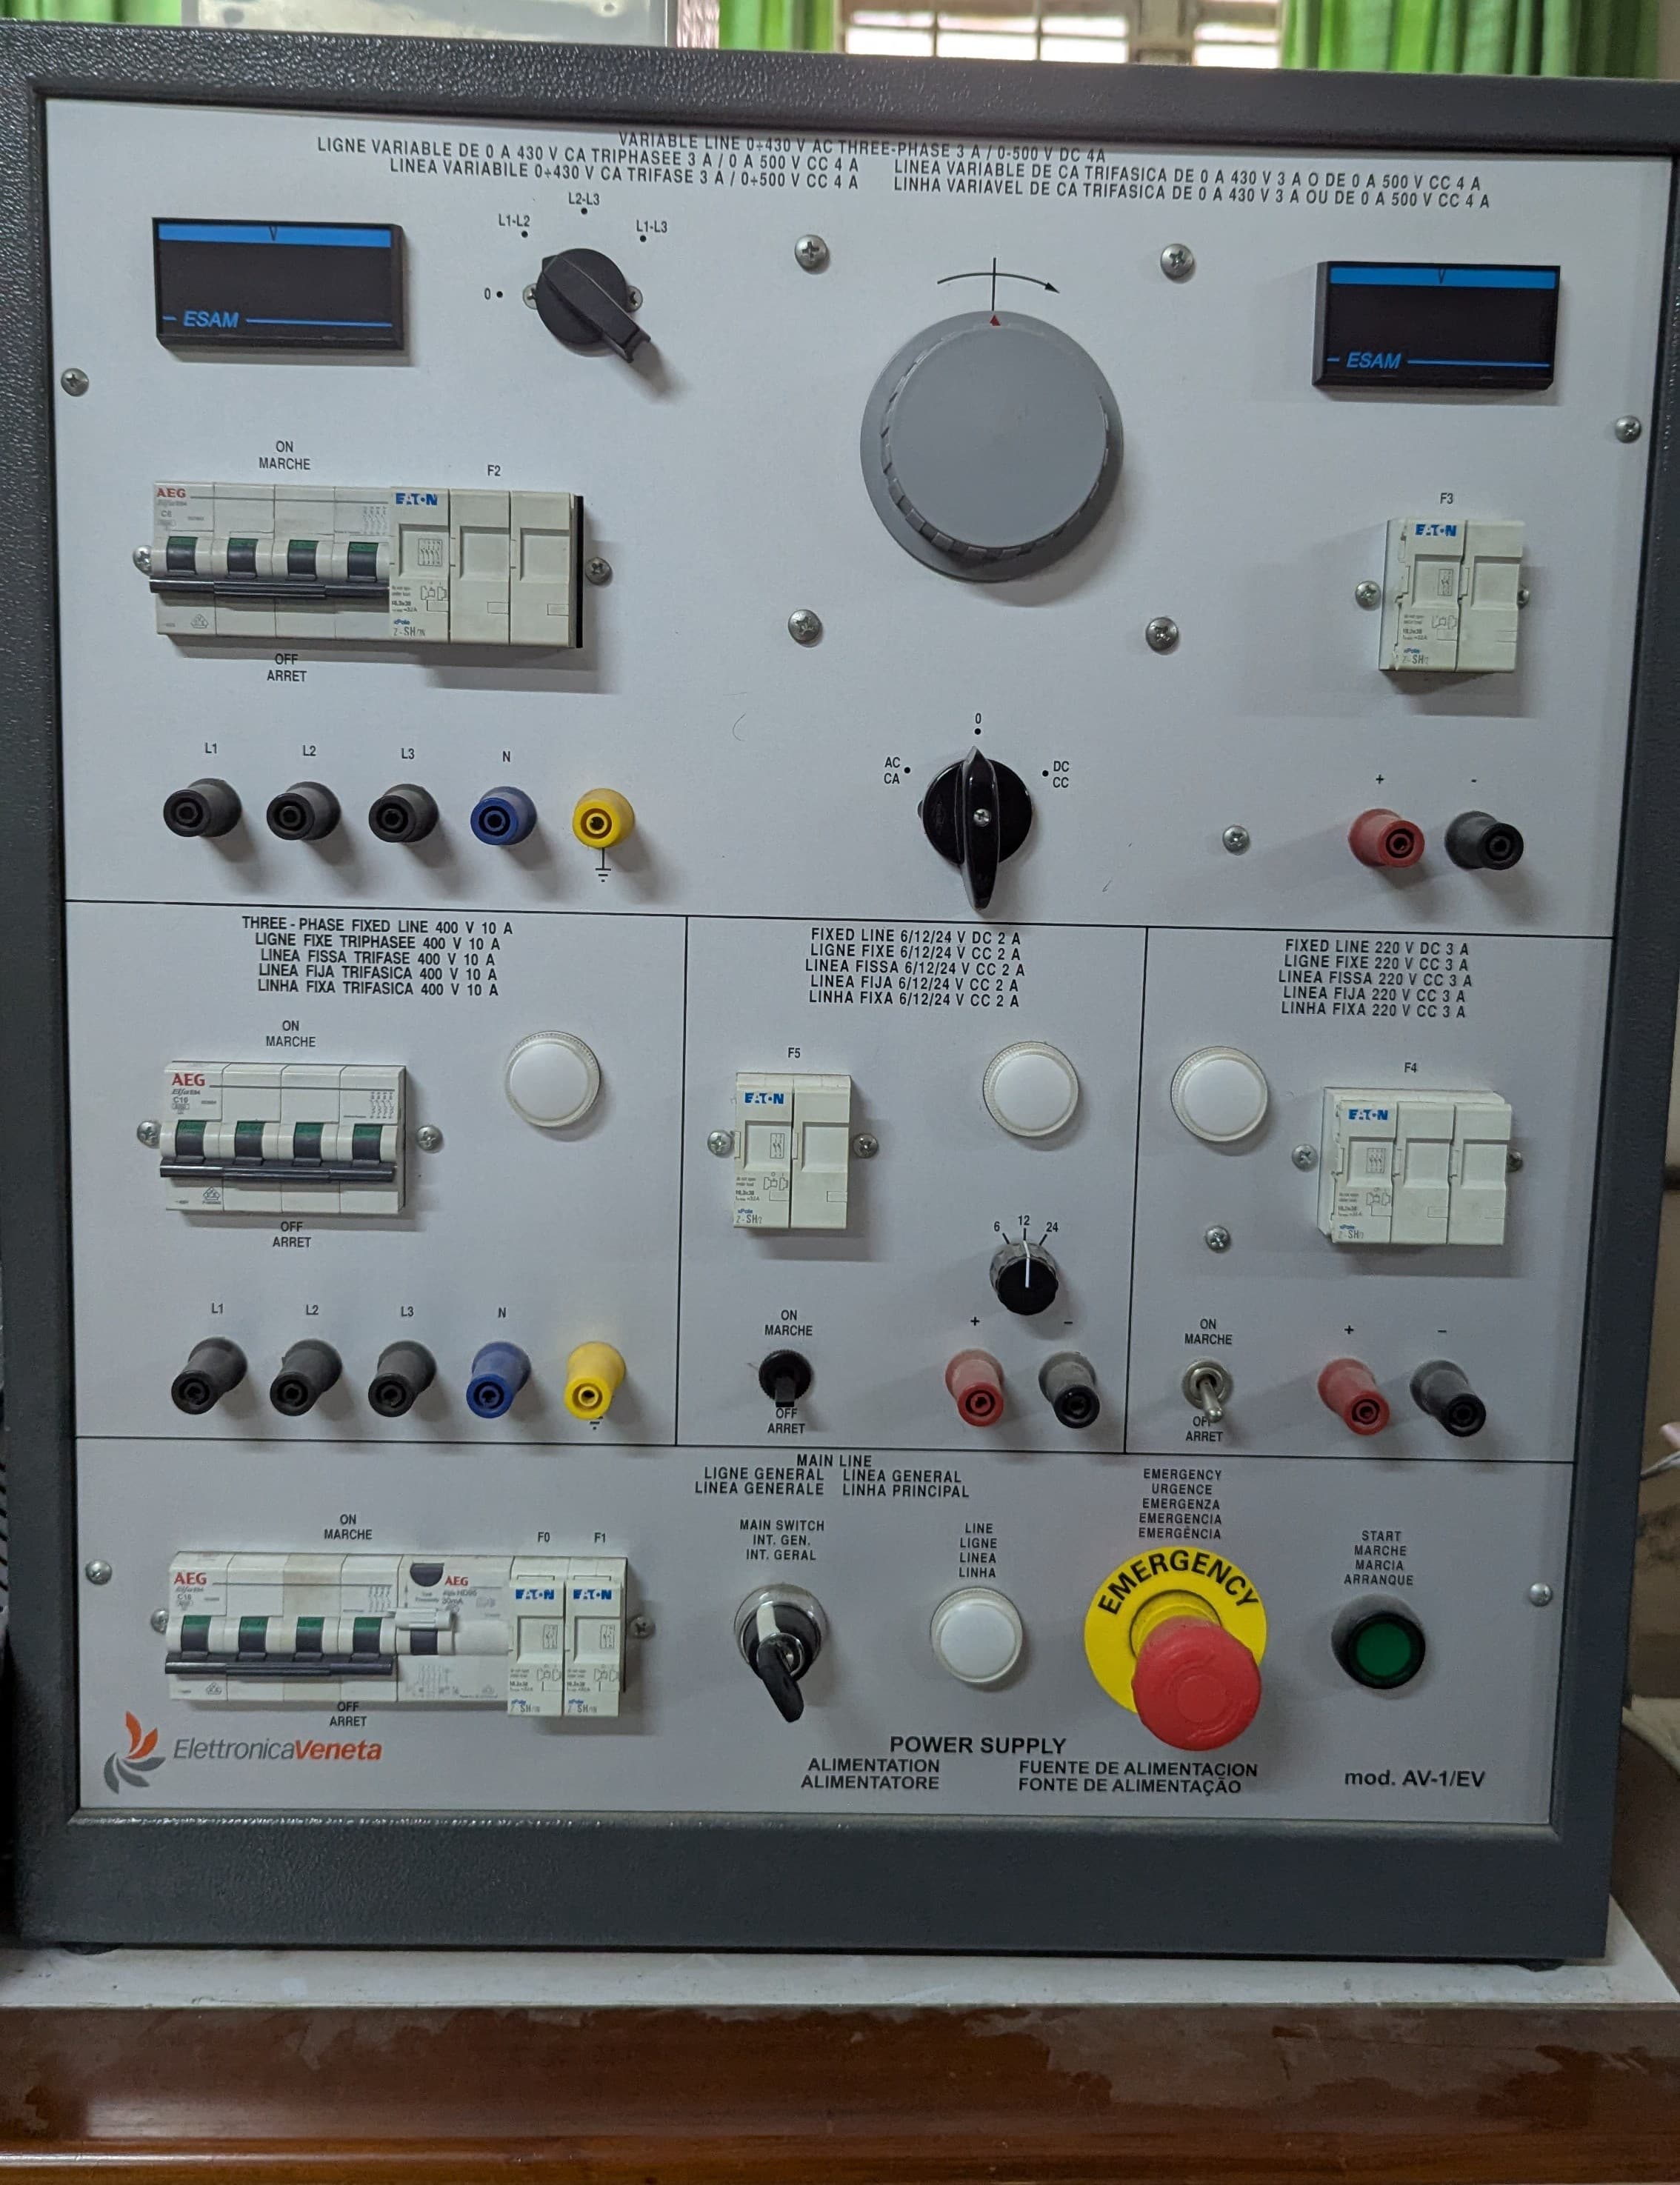 VARIABLE LINE 0÷430 V AC THREE-PHASE 3 A / 0-500 V DC 4A
LIGNE VARIABLE DE 0 A 430 V CA TRIPHASEE 3 A / 0 A 500 V CC 4 A
LINEA VARIABLE DE CA TRIFASICA DE 0 A 430 V 3 A O DE 0 A 500 V CC 4 A
LINEA VARIABILE 0÷430 V CA TRIFASE 3 A / 0÷500 V CC 4 A
LINHA VARIAVEL DE CA TRIFASICA DE 0 A 430 V 3 A OU DE 0 A 500 V CC 4 A
V
ESAM
0
L1-L2
L2-L3
L1-L3
V
ESAM
ON
MARCHE
F2
AEG
EATON
Z-SH
OFF
ARRET
F3
EATON
Z-SH
L1 L2 L3 N
0
AC
CA
DC
CC
+ -
THREE-PHASE FIXED LINE 400 V 10 A
LIGNE FIXE TRIPHASEE 400 V 10 A
LINEA FISSA TRIFASE 400 V 10 A
LINEA FIJA TRIFASICA 400 V 10 A
LINHA FIXA TRIFASICA 400 V 10 A
ON
MARCHE
AEG
OFF
ARRET
L1 L2 L3 N
FIXED LINE 6/12/24 V DC 2 A
LIGNE FIXE 6/12/24 V CC 2 A
LINEA FISSA 6/12/24 V CC 2 A
LINEA FIJA 6/12/24 V CC 2 A
LINHA FIXA 6/12/24 V CC 2 A
F5
EATON
Z-SH
6 12 24
ON
MARCHE
OFF
ARRET
+ −
FIXED LINE 220 V DC 3 A
LIGNE FIXE 220 V CC 3 A
LINEA FISSA 220 V CC 3 A
LINEA FIJA 220 V CC 3 A
LINHA FIXA 220 V CC 3 A
F4
EATON
Z-SH
ON
MARCHE
OFF
ARRET
+ −
MAIN LINE
LIGNE GENERAL LINEA GENERAL
LINEA GENERALE LINHA PRINCIPAL
ON
MARCHE
F0 F1
AEG
AEG
EATON
EATON
OFF
ARRET
MAIN SWITCH
INT. GEN.
INT. GERAL
LINE
LIGNE
LINEA
LINHA
EMERGENCY
URGENCE
EMERGENZA
EMERGENCIA
EMERGÊNCIA
EMERGENCY
START
MARCHE
MARCIA
ARRANQUE
ElettronicaVeneta
POWER SUPPLY
ALIMENTATION FUENTE DE ALIMENTACION
ALIMENTATORE FONTE DE ALIMENTAÇÃO
mod. AV-1/EV